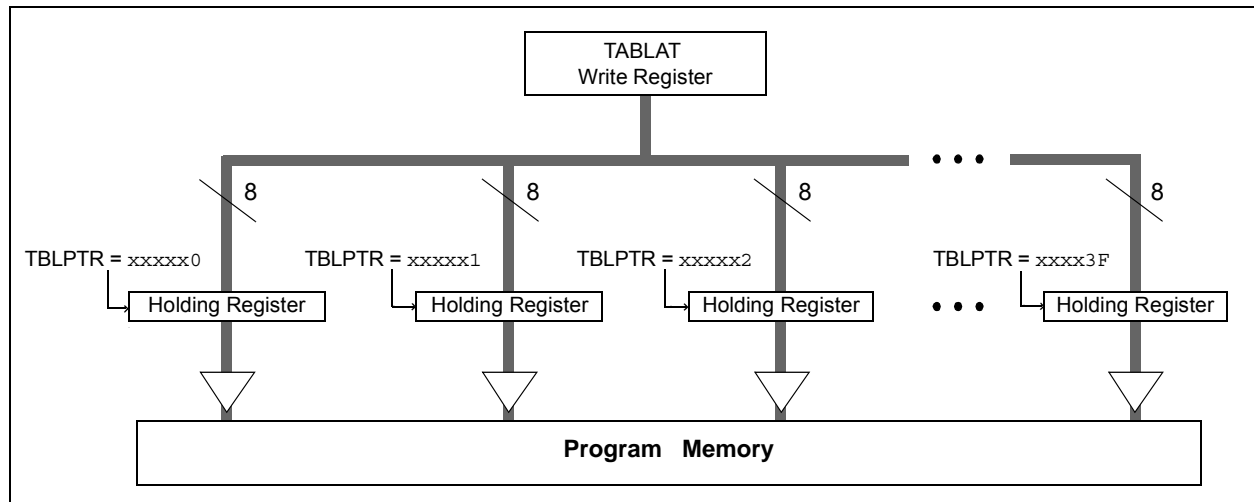 TABLAT
Write Register
8 8 8 8
TBLPTR = xxxxx0 TBLPTR = xxxxx1 TBLPTR = xxxxx2 TBLPTR = xxxx3F
Holding Register Holding Register Holding Register Holding Register
Program Memory